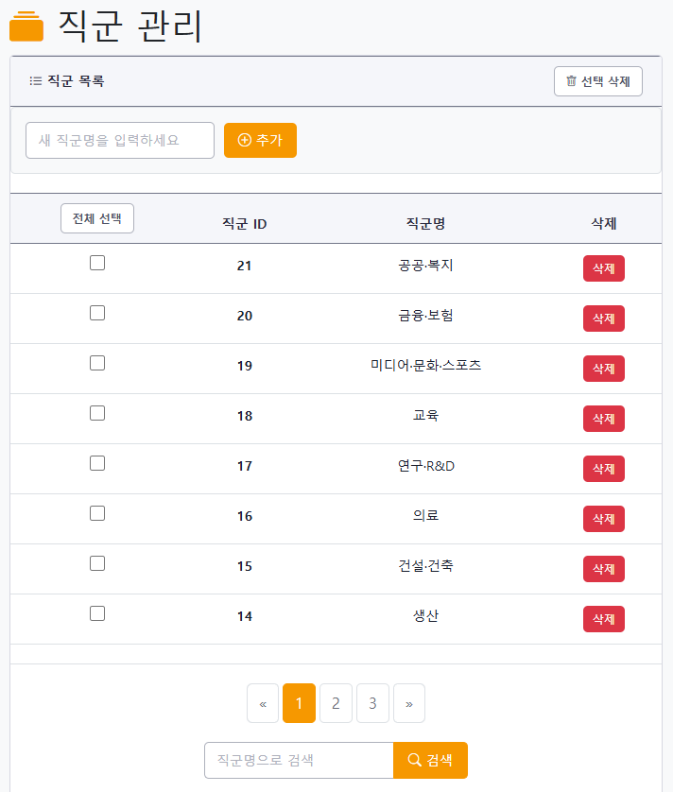 직군 관리
직군 목록 선택 삭제
새 직군명을 입력하세요 추가
전체 선택 직군 ID 직군명 삭제
21 공공·복지 삭제
20 금융·보험 삭제
19 미디어·문화·스포츠 삭제
18 교육 삭제
17 연구·R&D 삭제
16 의료 삭제
15 건설·건축 삭제
14 생산 삭제
« 1 2 3 »
직군명으로 검색 검색